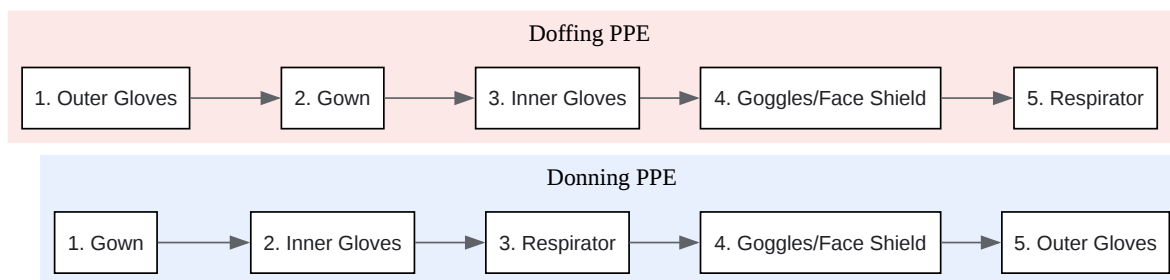 Doffing PPE
1. Outer Gloves
2. Gown
3. Inner Gloves
4. Goggles/Face Shield
5. Respirator
Donning PPE
1. Gown
2. Inner Gloves
3. Respirator
4. Goggles/Face Shield
5. Outer Gloves